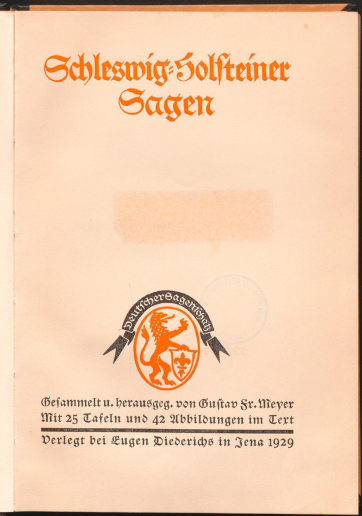 Schleswig-Holsteiner
Sagen
Deutscher Sagenschatz
Gesammelt u. herausgeg. von Gustav Fr. Meyer
Mit 25 Tafeln und 42 Abbildungen im Text
Verlegt bei Eugen Diederichs in Jena 1929